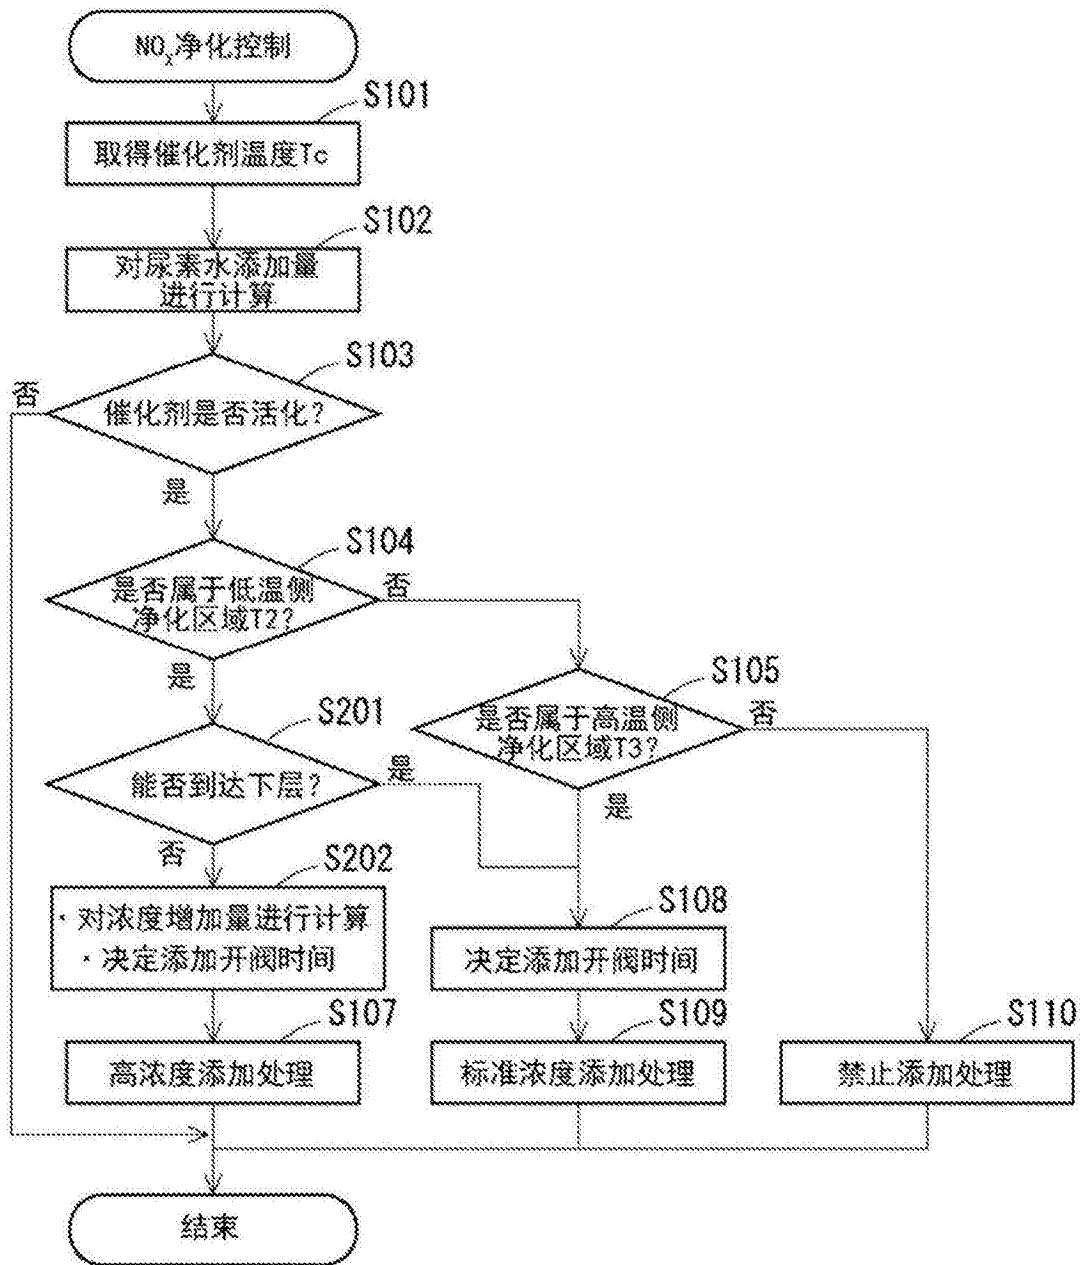 NOx净化控制
S101
取得催化剂温度Tc
S102
对尿素水添加量
进行计算
S103
否
催化剂是否活化？
是
S104
是否属于低温侧
净化区域T2？
否
是
S105
是否属于高温侧
净化区域T3？
否
是
S201
能否到达下层？
是
否
S202
· 对浓度增加量进行计算
· 决定添加开阀时间
S108
决定添加开阀时间
S107
高浓度添加处理
S109
标准浓度添加处理
S110
禁止添加处理
结束